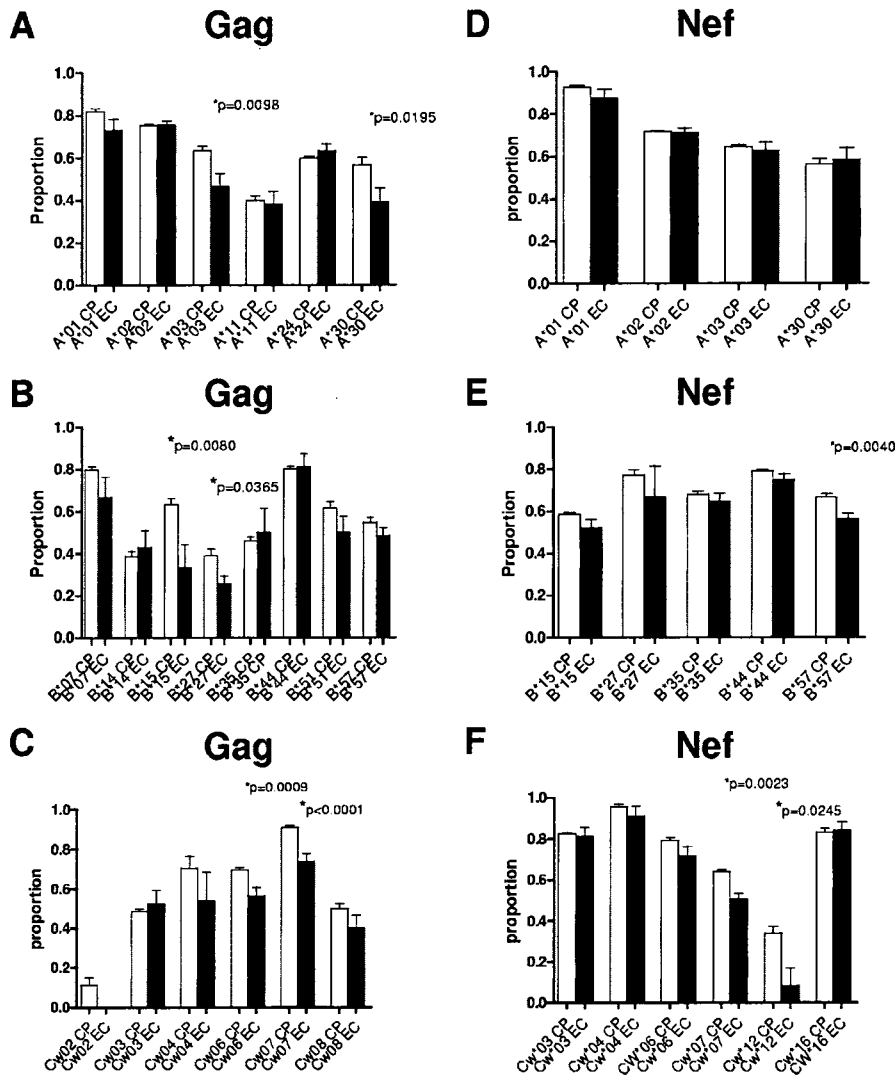 A
Gag
*p=0.0098
*p=0.0195
Proportion
1.0
0.8
0.6
0.4
0.2
0.0
A*01 CP
A*01 EC
A*02 CP
A*02 EC
A*03 CP
A*03 EC
A*11 CP
A*11 EC
A*24 CP
A*24 EC
A*30 CP
A*30 EC
D
Nef
proportion
1.0
0.8
0.6
0.4
0.2
0.0
A*01 CP
A*01 EC
A*02 CP
A*02 EC
A*03 CP
A*03 EC
A*30 CP
A*30 EC
B
Gag
*p=0.0080
*p=0.0365
Proportion
1.0
0.8
0.6
0.4
0.2
0.0
B*07 CP
B*07 EC
B*14 CP
B*14 EC
B*15 CP
B*15 EC
B*27 CP
B*27 EC
B*35 CP
B*35 CP
B*44 CP
B*44 EC
B*51 CP
B*51 EC
B*57 CP
B*57 EC
E
Nef
*p=0.0040
Proportion
1.0
0.8
0.6
0.4
0.2
0.0
B*15 CP
B*15 EC
B*27 CP
B*27 EC
B*35 CP
B*35 EC
B*44 CP
B*44 EC
B*57 CP
B*57 EC
C
Gag
*p=0.0009
*p<0.0001
proportion
1.0
0.8
0.6
0.4
0.2
0.0
Cw02 CP
Cw02 EC
Cw03 CP
Cw03 EC
Cw04 CP
Cw04 EC
Cw06 CP
Cw06 EC
Cw07 CP
Cw07 EC
Cw08 CP
Cw08 EC
F
Nef
*p=0.0023
*p=0.0245
proportion
1.0
0.8
0.6
0.4
0.2
0.0
Cw*03 CP
Cw*03 EC
Cw*04 CP
Cw*04 EC
CW*06 CP
Cw*06 EC
Cw*07 CP
Cw*07 EC
Cw*12 CP
Cw*12 EC
Cw*16 CP
Cw*16 EC